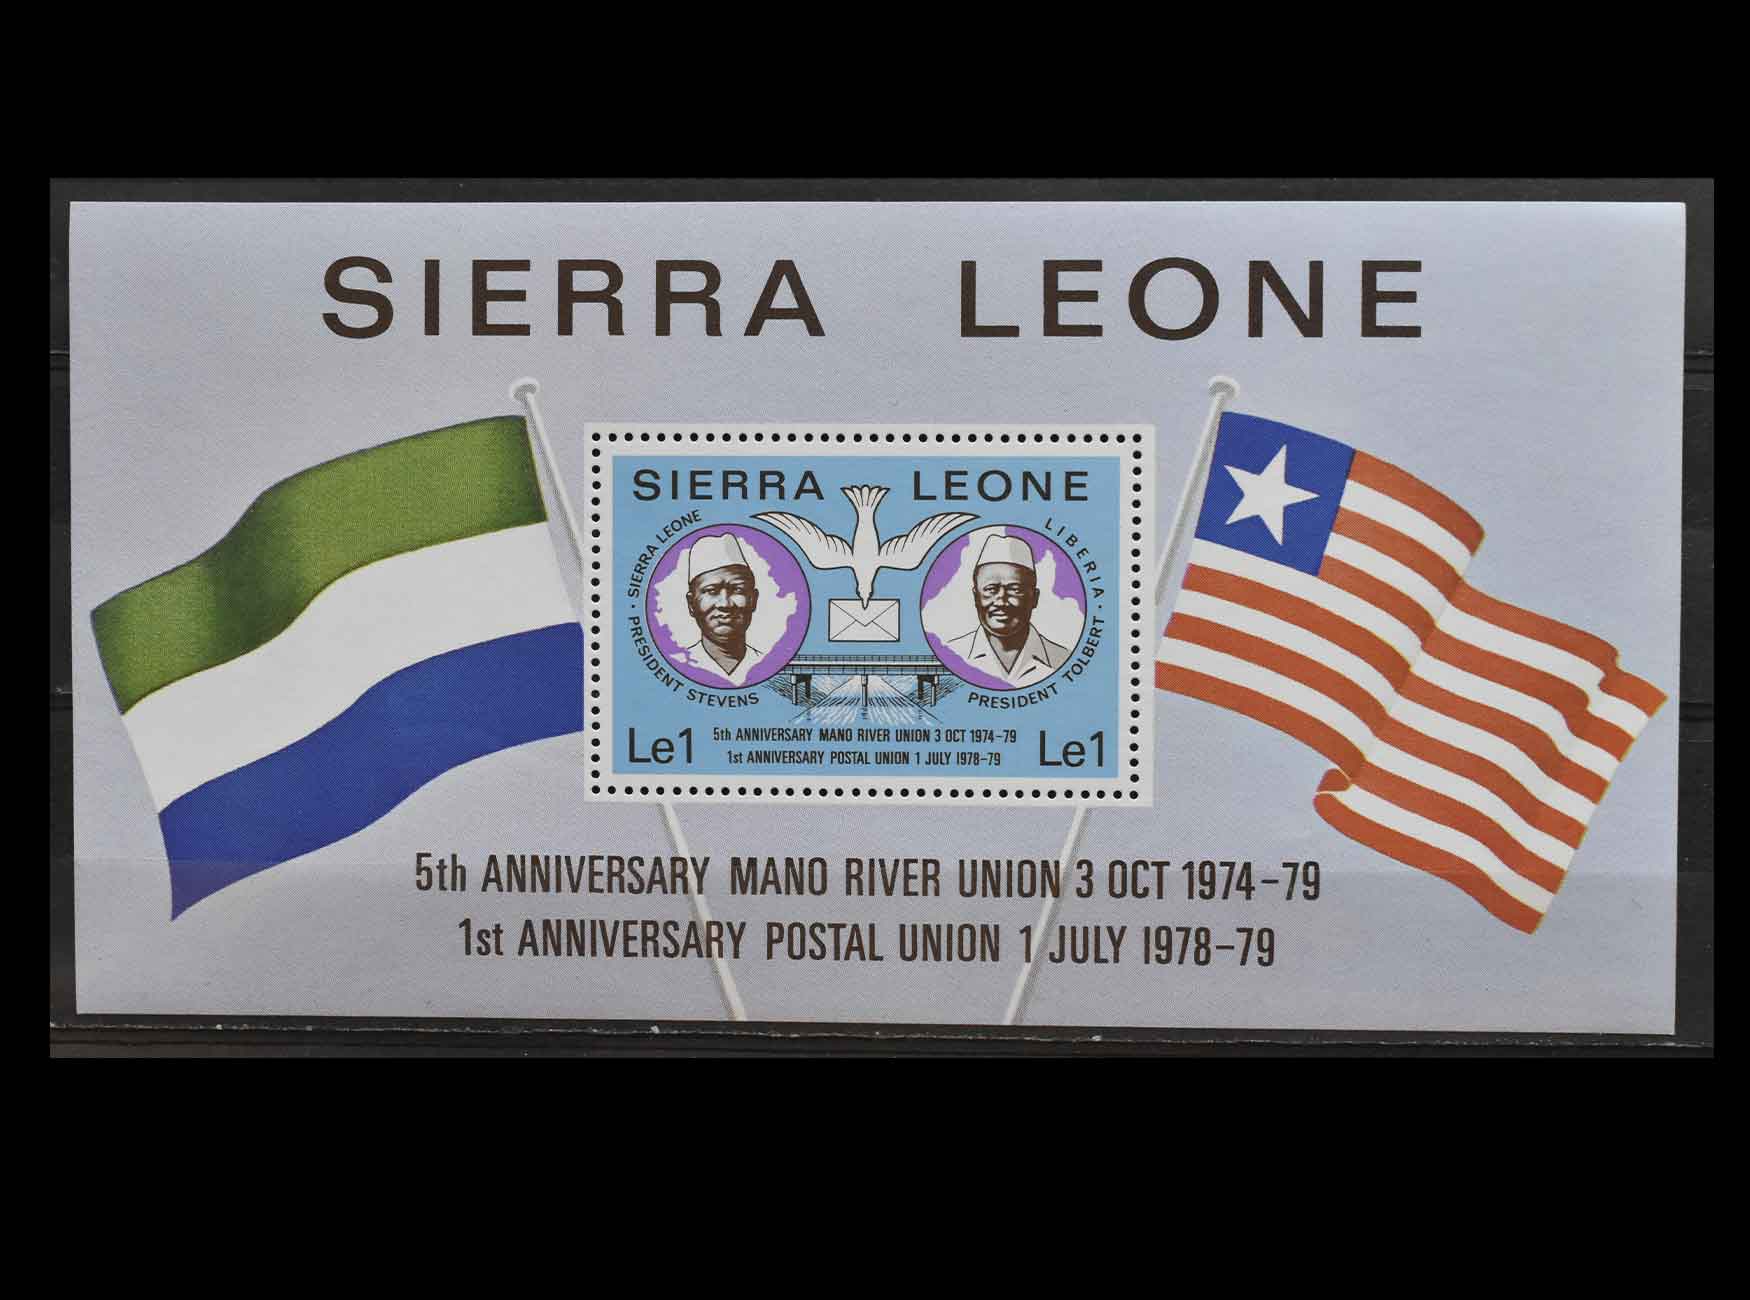 SIERRA LEONE
SIERRA LEONE
· SIERRA LEONE
PRESIDENT STEVENS
LIBERIA ·
PRESIDENT TOLBERT
Le1
5th ANNIVERSARY MANO RIVER UNION 3 OCT 1974-79
1st ANNIVERSARY POSTAL UNION 1 JULY 1978-79
Le1
5th ANNIVERSARY MANO RIVER UNION 3 OCT 1974-79
1st ANNIVERSARY POSTAL UNION 1 JULY 1978-79